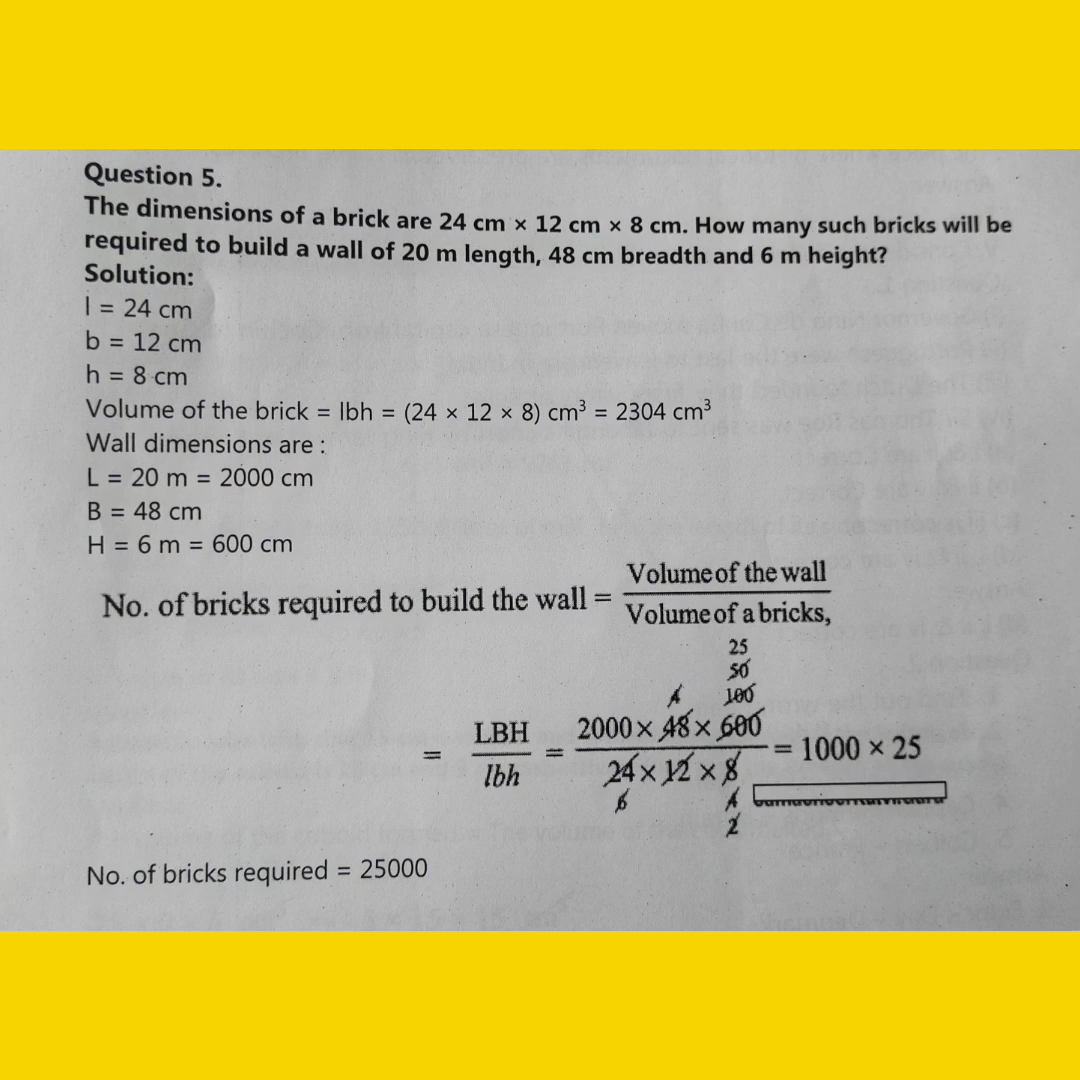 Question 5.
The dimensions of a brick are 24 cm × 12 cm × 8 cm. How many such bricks will be
required to build a wall of 20 m length, 48 cm breadth and 6 m height?
Solution:
l = 24 cm
b = 12 cm
h = 8 cm
Volume of the brick = lbh = (24 × 12 × 8) cm³ = 2304 cm³
Wall dimensions are :
L = 20 m = 2000 cm
B = 48 cm
H = 6 m = 600 cm
No. of bricks required to build the wall = Volume of the wall
Volume of a bricks,
25
50
4 100
= LBH = 2000 × 48 × 600 = 1000 × 25
lbh 24 × 12 × 8
6 4
2
No. of bricks required = 25000